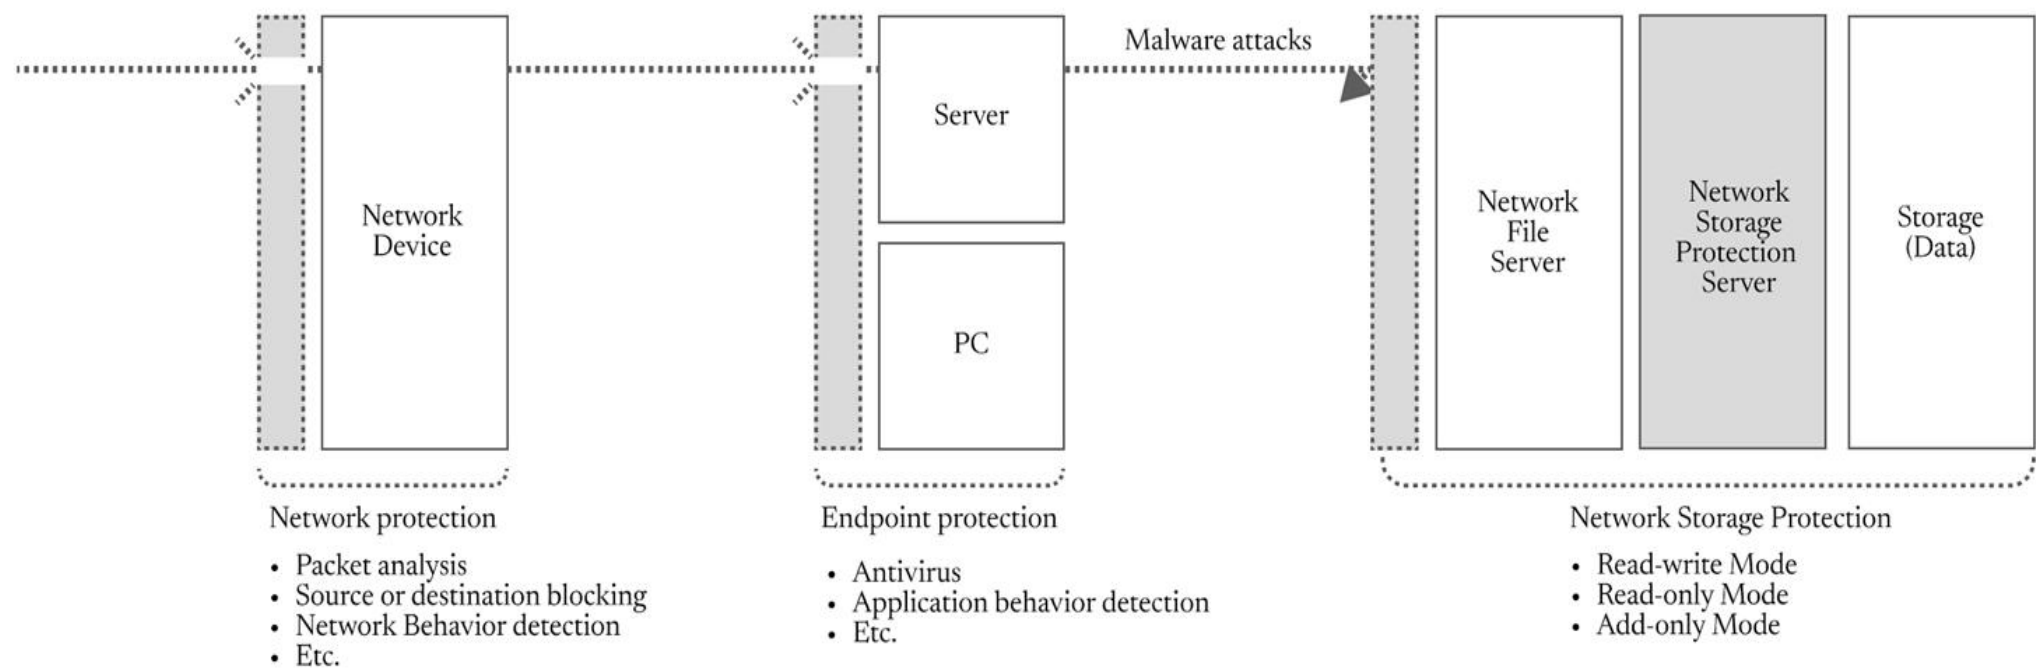 Malware attacks
Network
Device
Server
PC
Network
File
Server
Network
Storage
Protection
Server
Storage
(Data)
Network protection
• Packet analysis
• Source or destination blocking
• Network Behavior detection
• Etc.
Endpoint protection
• Antivirus
• Application behavior detection
• Etc.
Network Storage Protection
• Read-write Mode
• Read-only Mode
• Add-only Mode